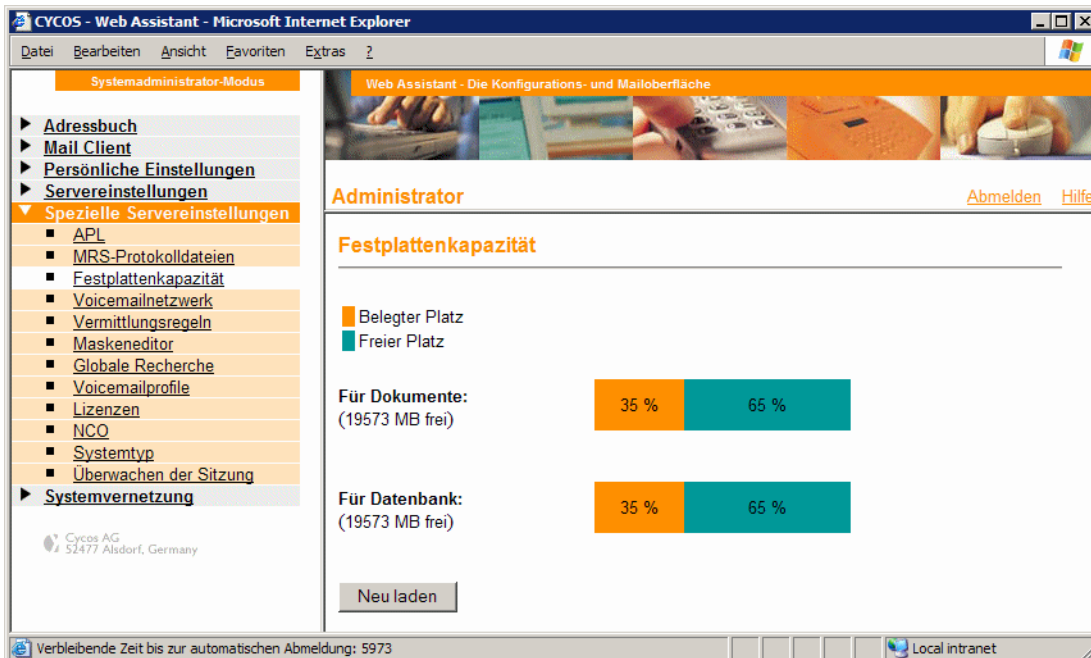 CYCOS - Web Assistant - Microsoft Internet Explorer
Datei Bearbeiten Ansicht Favoriten Extras ?
Systemadministrator-Modus
Adressbuch
Mail Client
Persönliche Einstellungen
Servereinstellungen
Spezielle Servereinstellungen
APL
MRS-Protokolldateien
Festplattenkapazität
Voicemailnetzwerk
Vermittlungsregeln
Maskeneditor
Globale Recherche
Voicemailprofile
Lizenzen
NCO
Systemtyp
Überwachen der Sitzung
Systemvernetzung
Cycos AG
52477 Alsdorf, Germany
Web Assistant - Die Konfigurations- und Mailoberfläche
Administrator
Abmelden Hilfe
Festplattenkapazität
Belegter Platz
Freier Platz
Für Dokumente:
(19573 MB frei)
35 % 65 %
Für Datenbank:
(19573 MB frei)
35 % 65 %
Neu laden
Verbleibende Zeit bis zur automatischen Abmeldung: 5973
Local intranet